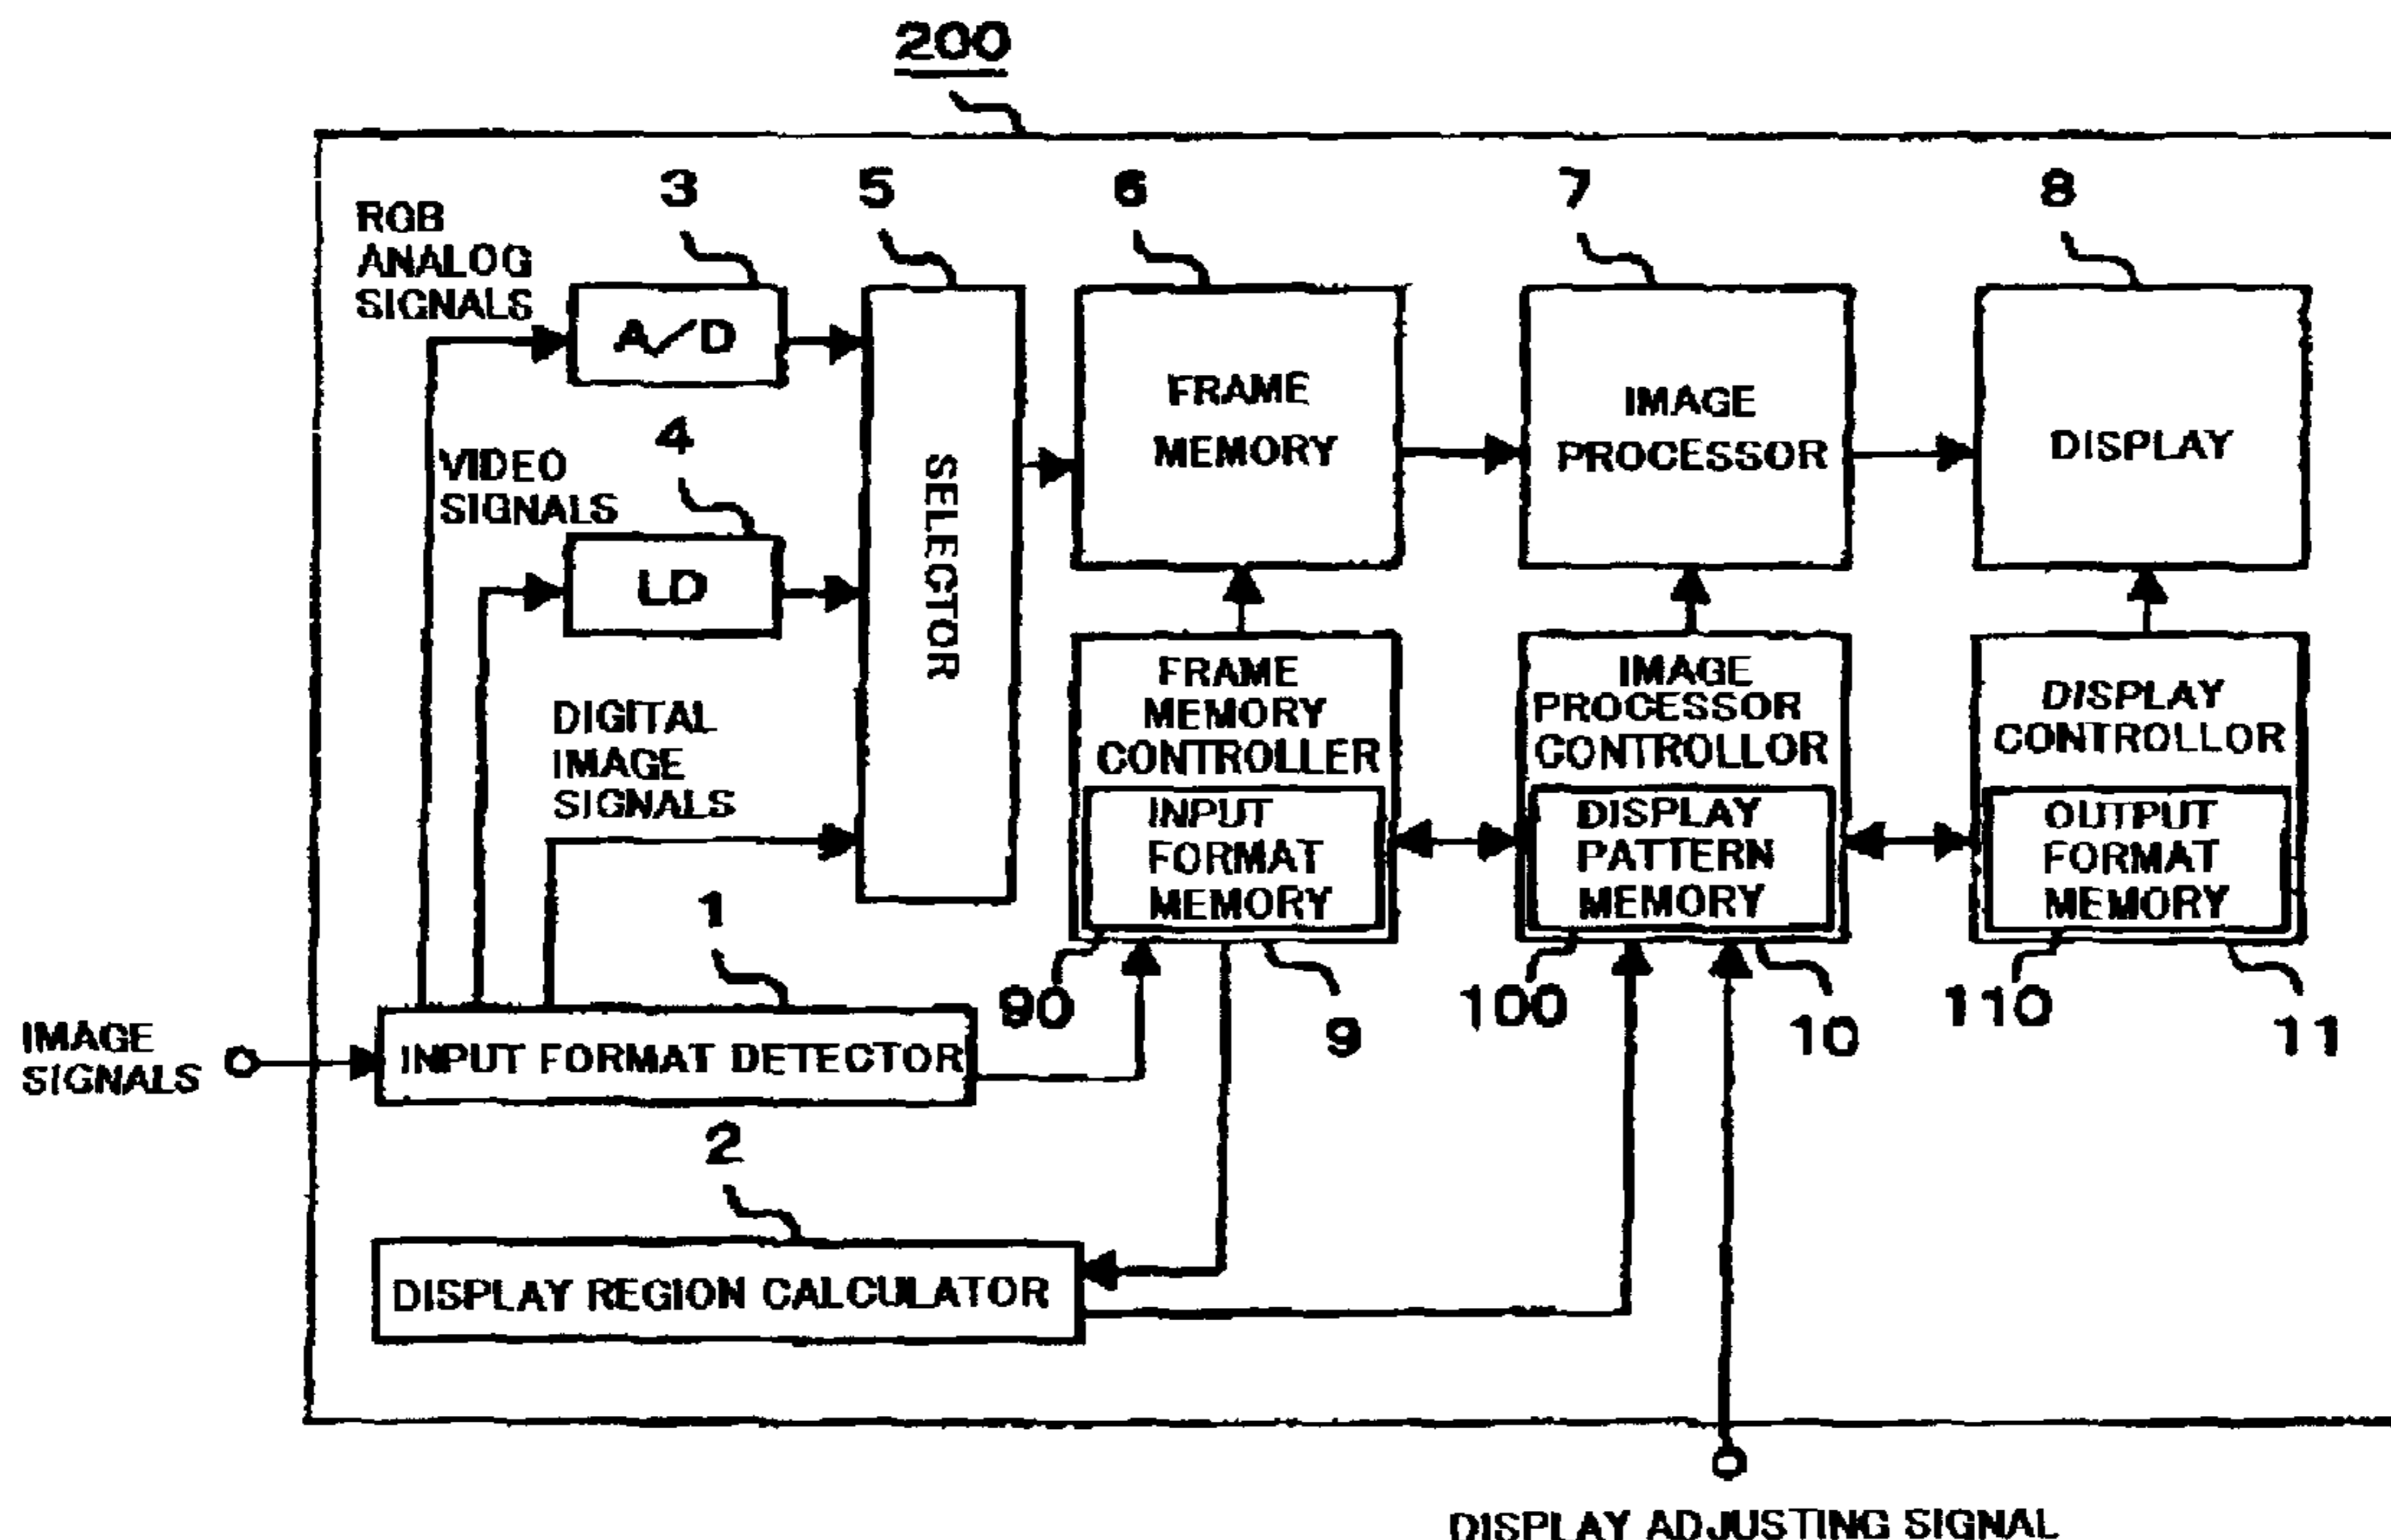 200
3
5
6
7
8
RGB
ANALOG
SIGNALS
A/D
4
VIDEO
SIGNALS
LD
SELECTOR
FRAME
MEMORY
IMAGE
PROCESSOR
DISPLAY
DIGITAL
IMAGE
SIGNALS
FRAME
MEMORY
CONTROLLER
INPUT
FORMAT
MEMORY
IMAGE
PROCESSOR
CONTROLLOR
DISPLAY
PATTERN
MEMORY
DISPLAY
CONTROLLOR
OUTPUT
FORMAT
MEMORY
1
90
9
100
10
110
11
IMAGE
SIGNALS
INPUT FORMAT DETECTOR
2
DISPLAY REGION CALCULATOR
DISPLAY ADJUSTING SIGNAL